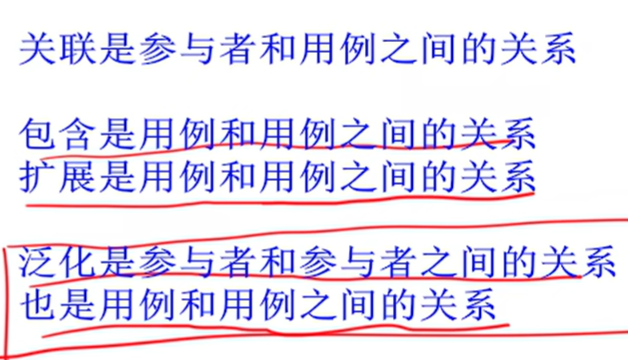 关联是参与者和用例之间的关系
包含是用例和用例之间的关系
扩展是用例和用例之间的关系
泛化是参与者和参与者之间的关系
也是用例和用例之间的关系